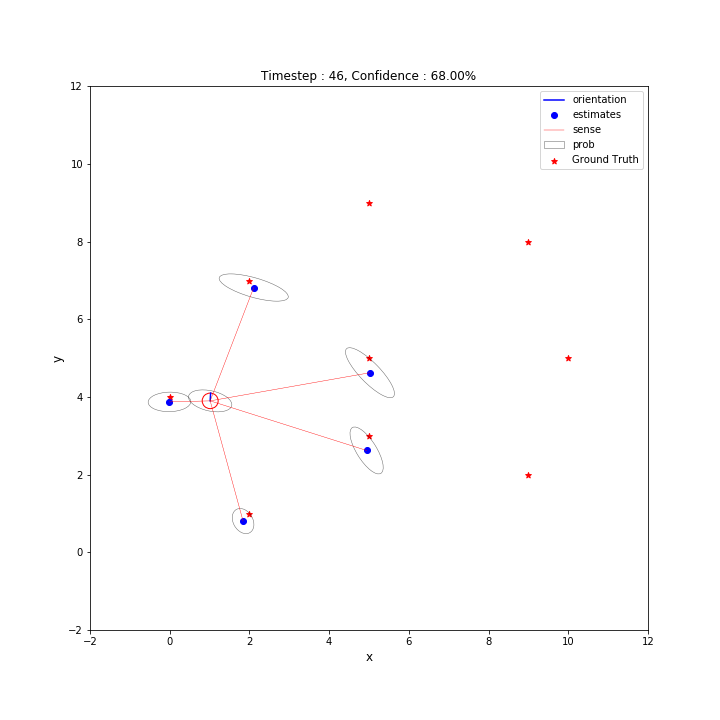 Timestep : 46, Confidence : 68.00%
12
10
8
6
4
2
0
−2
y
−2
0
2
4
6
8
10
12
x
orientation
estimates
sense
prob
Ground Truth